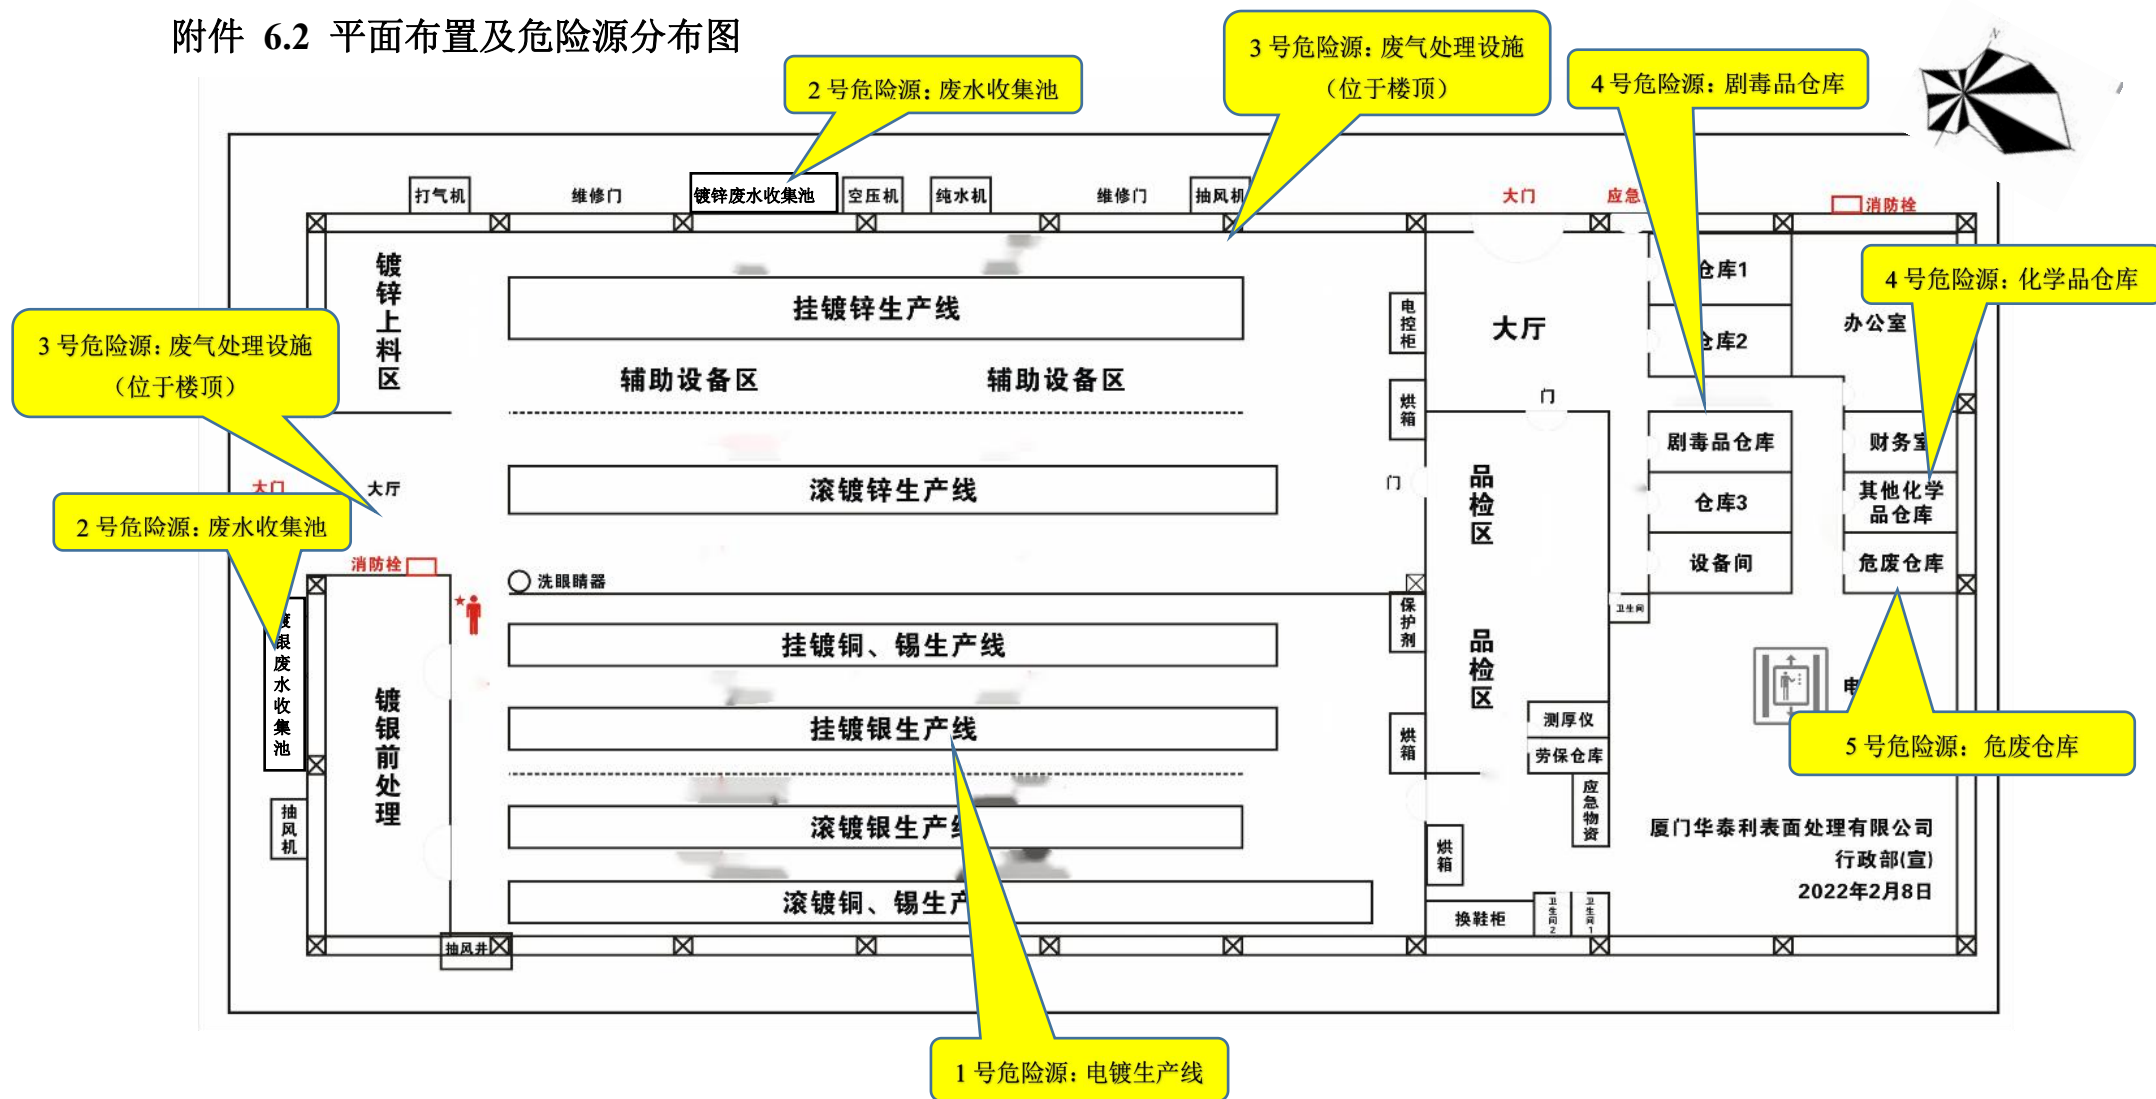 附件 6.2 平面布置及危险源分布图
N
2 号危险源：废水收集池
3 号危险源：废气处理设施
（位于楼顶）
4 号危险源：剧毒品仓库
打气机
维修门
镀锌废水收集池
空压机
纯水机
维修门
抽风机
大门
应急
消防栓
镀锌上料区
挂镀锌生产线
电控柜
大厅
仓库1
仓库2
办公室
4 号危险源：化学品仓库
3 号危险源：废气处理设施
（位于楼顶）
辅助设备区
辅助设备区
烘箱
门
剧毒品仓库
财务室
大门
大厅
滚镀锌生产线
门
品检区
仓库3
其他化学
品仓库
2 号危险源：废水收集池
消防栓
洗眼睛器
设备间
危废仓库
保护剂
卫生间
镀银废水收集池
挂镀铜、锡生产线
品检区
镀银前处理
挂镀银生产线
烘箱
测厚仪
劳保仓库
电
5 号危险源：危废仓库
抽风机
滚镀银生产线
应急物资
烘箱
厦门华泰利表面处理有限公司
行政部(宣)
2022年2月8日
滚镀铜、锡生产
换鞋柜
卫生间2
卫生间1
抽风井
1 号危险源：电镀生产线